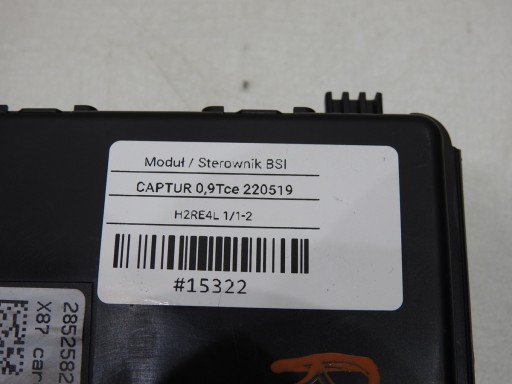 Moduł / Sterownik BSI
CAPTUR 0,9Tce 220519
H2RE4L 1/1-2
#15322
2852582
X87 car